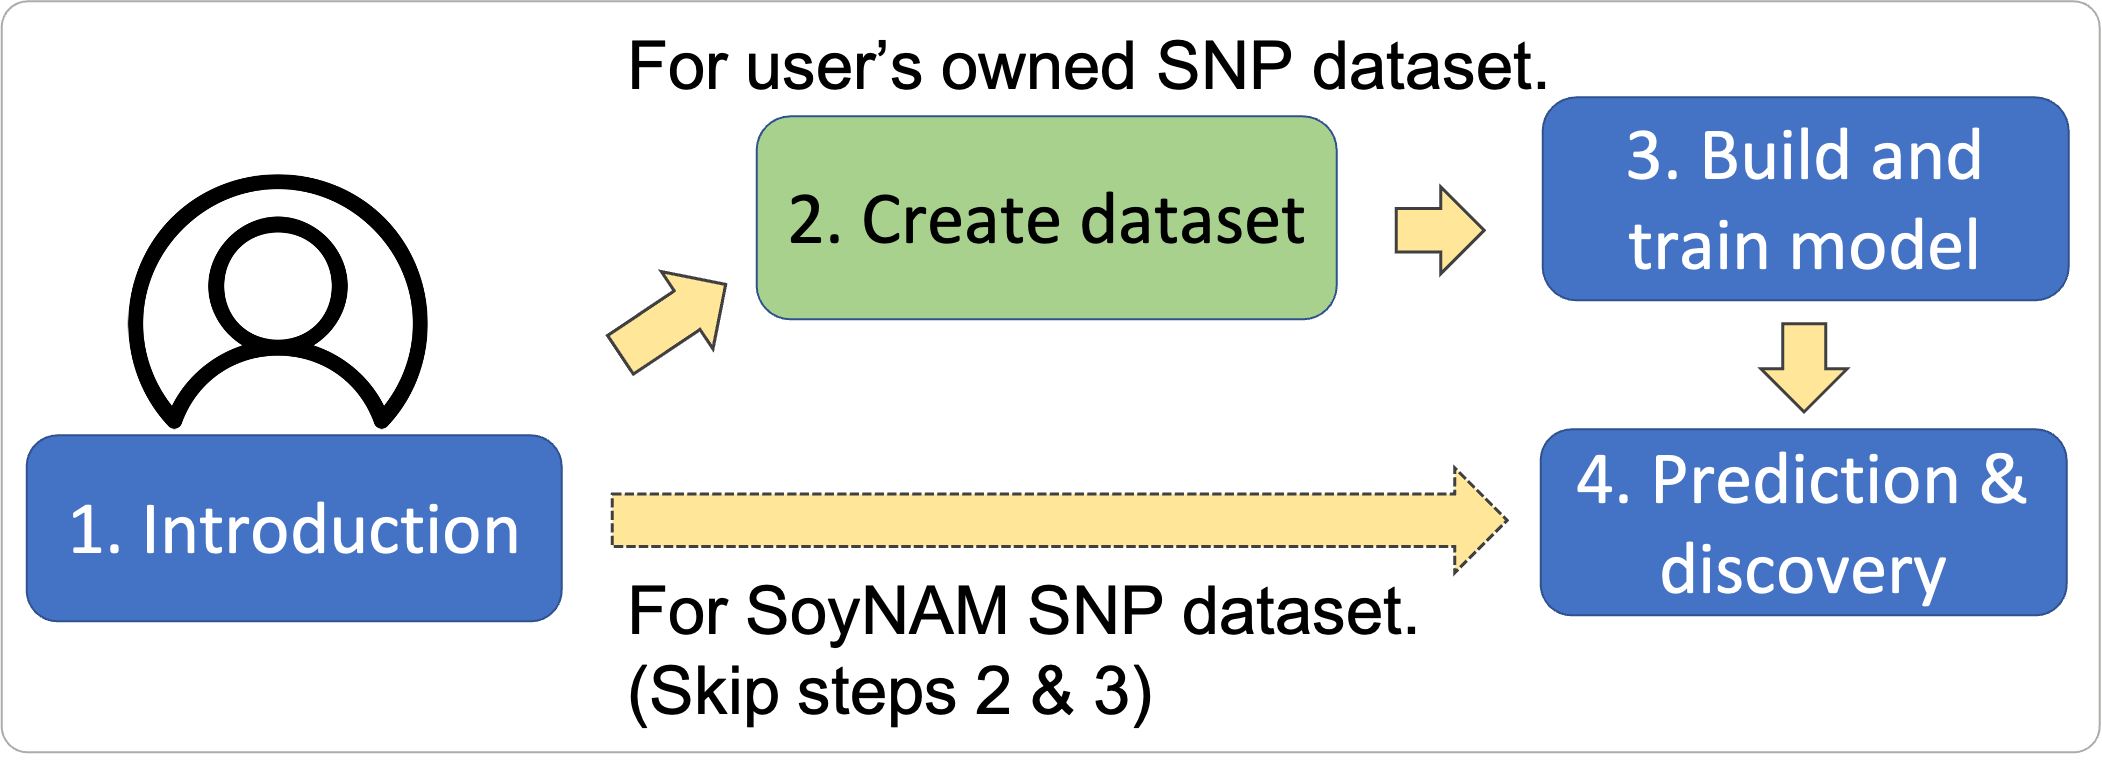 For user’s owned SNP dataset.
2. Create dataset
3. Build and
train model
1. Introduction
4. Prediction &
discovery
For SoyNAM SNP dataset.
(Skip steps 2 & 3)